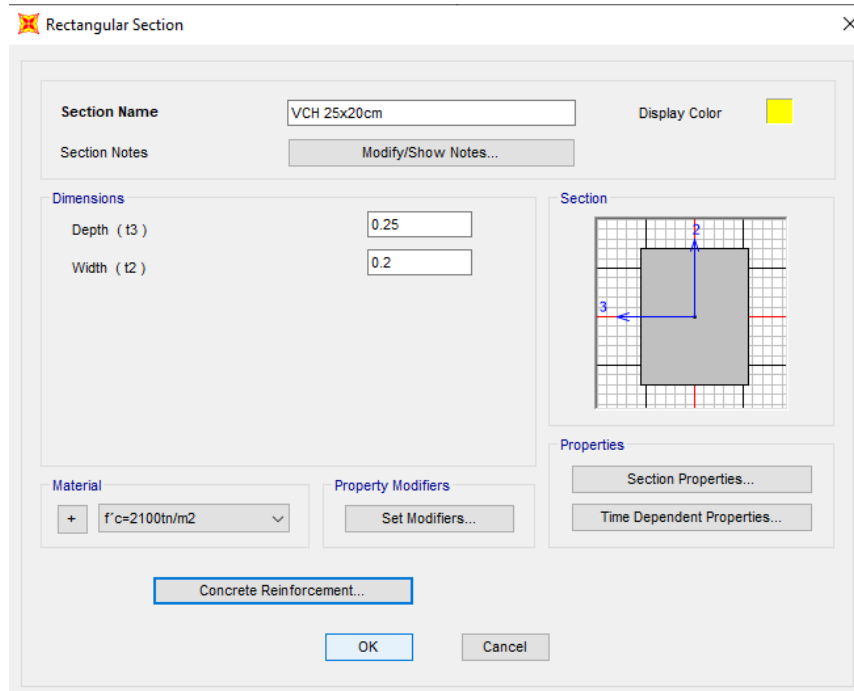 Rectangular Section
Section Name VCH 25x20cm Display Color
Section Notes Modify/Show Notes...
Dimensions
Depth ( t3 ) 0.25
Width ( t2 ) 0.2
Section
2
3
Properties
Section Properties...
Time Dependent Properties...
Material
+ f´c=2100tn/m2
Property Modifiers
Set Modifiers...
Concrete Reinforcement...
OK Cancel